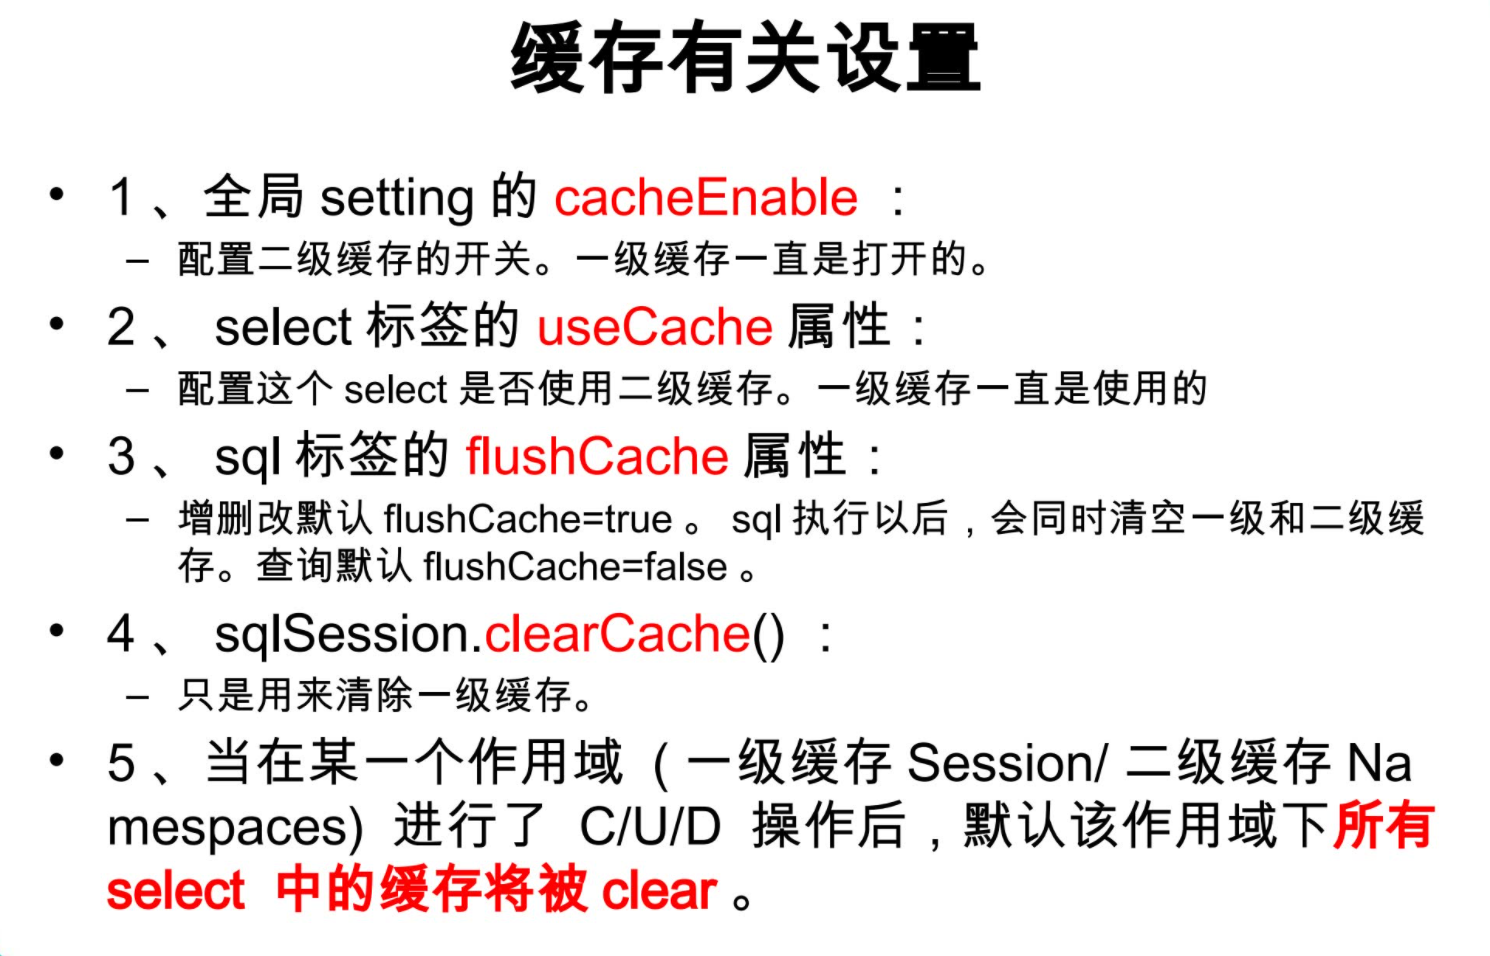 缓存有关设置
• 1、全局 setting 的 cacheEnable ：
– 配置二级缓存的开关。一级缓存一直是打开的。
• 2、 select 标签的 useCache 属性：
– 配置这个 select 是否使用二级缓存。一级缓存一直是使用的
• 3、 sql 标签的 flushCache 属性：
– 增删改默认 flushCache=true 。 sql 执行以后，会同时清空一级和二级缓
存。查询默认 flushCache=false 。
• 4、 sqlSession.clearCache() ：
– 只是用来清除一级缓存。
• 5、当在某一个作用域 (一级缓存 Session/ 二级缓存 Na
mespaces) 进行了 C/U/D 操作后，默认该作用域下所有
select 中的缓存将被 clear 。